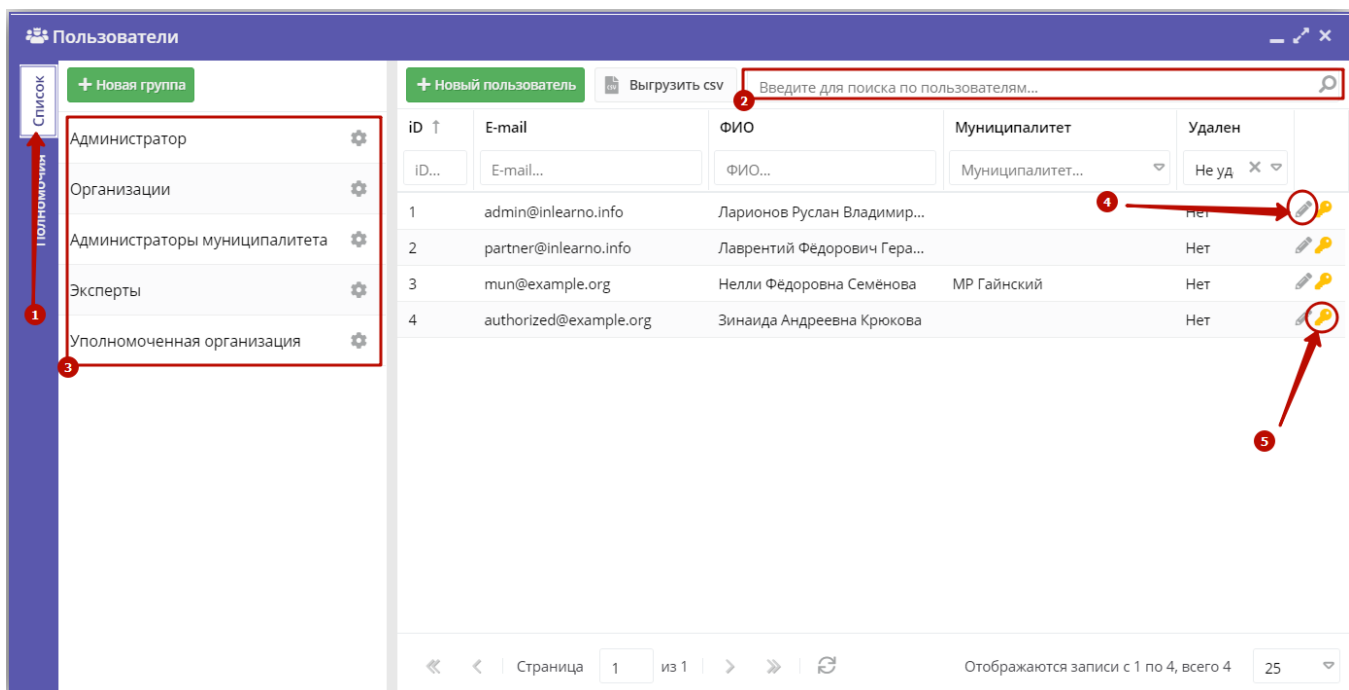 Пользователи
Список
Полномочия
+ Новая группа
Администратор
Организации
Администраторы муниципалитета
Эксперты
Уполномоченная организация
+ Новый пользователь CSV Выгрузить csv Введите для поиска по пользователям...
iD ↑ E-mail ФИО Муниципалитет Удален
iD... E-mail... ФИО... Муниципалитет... Не уд
1 admin@inlearno.info Ларионов Руслан Владимир... Нет
2 partner@inlearno.info Лаврентий Фёдорович Гера... Нет
3 mun@example.org Нелли Фёдоровна Семёнова МР Гайнский Нет
4 authorized@example.org Зинаида Андреевна Крюкова Нет
1
2
3
4
5
Страница 1 из 1 Отображаются записи с 1 по 4, всего 4 25